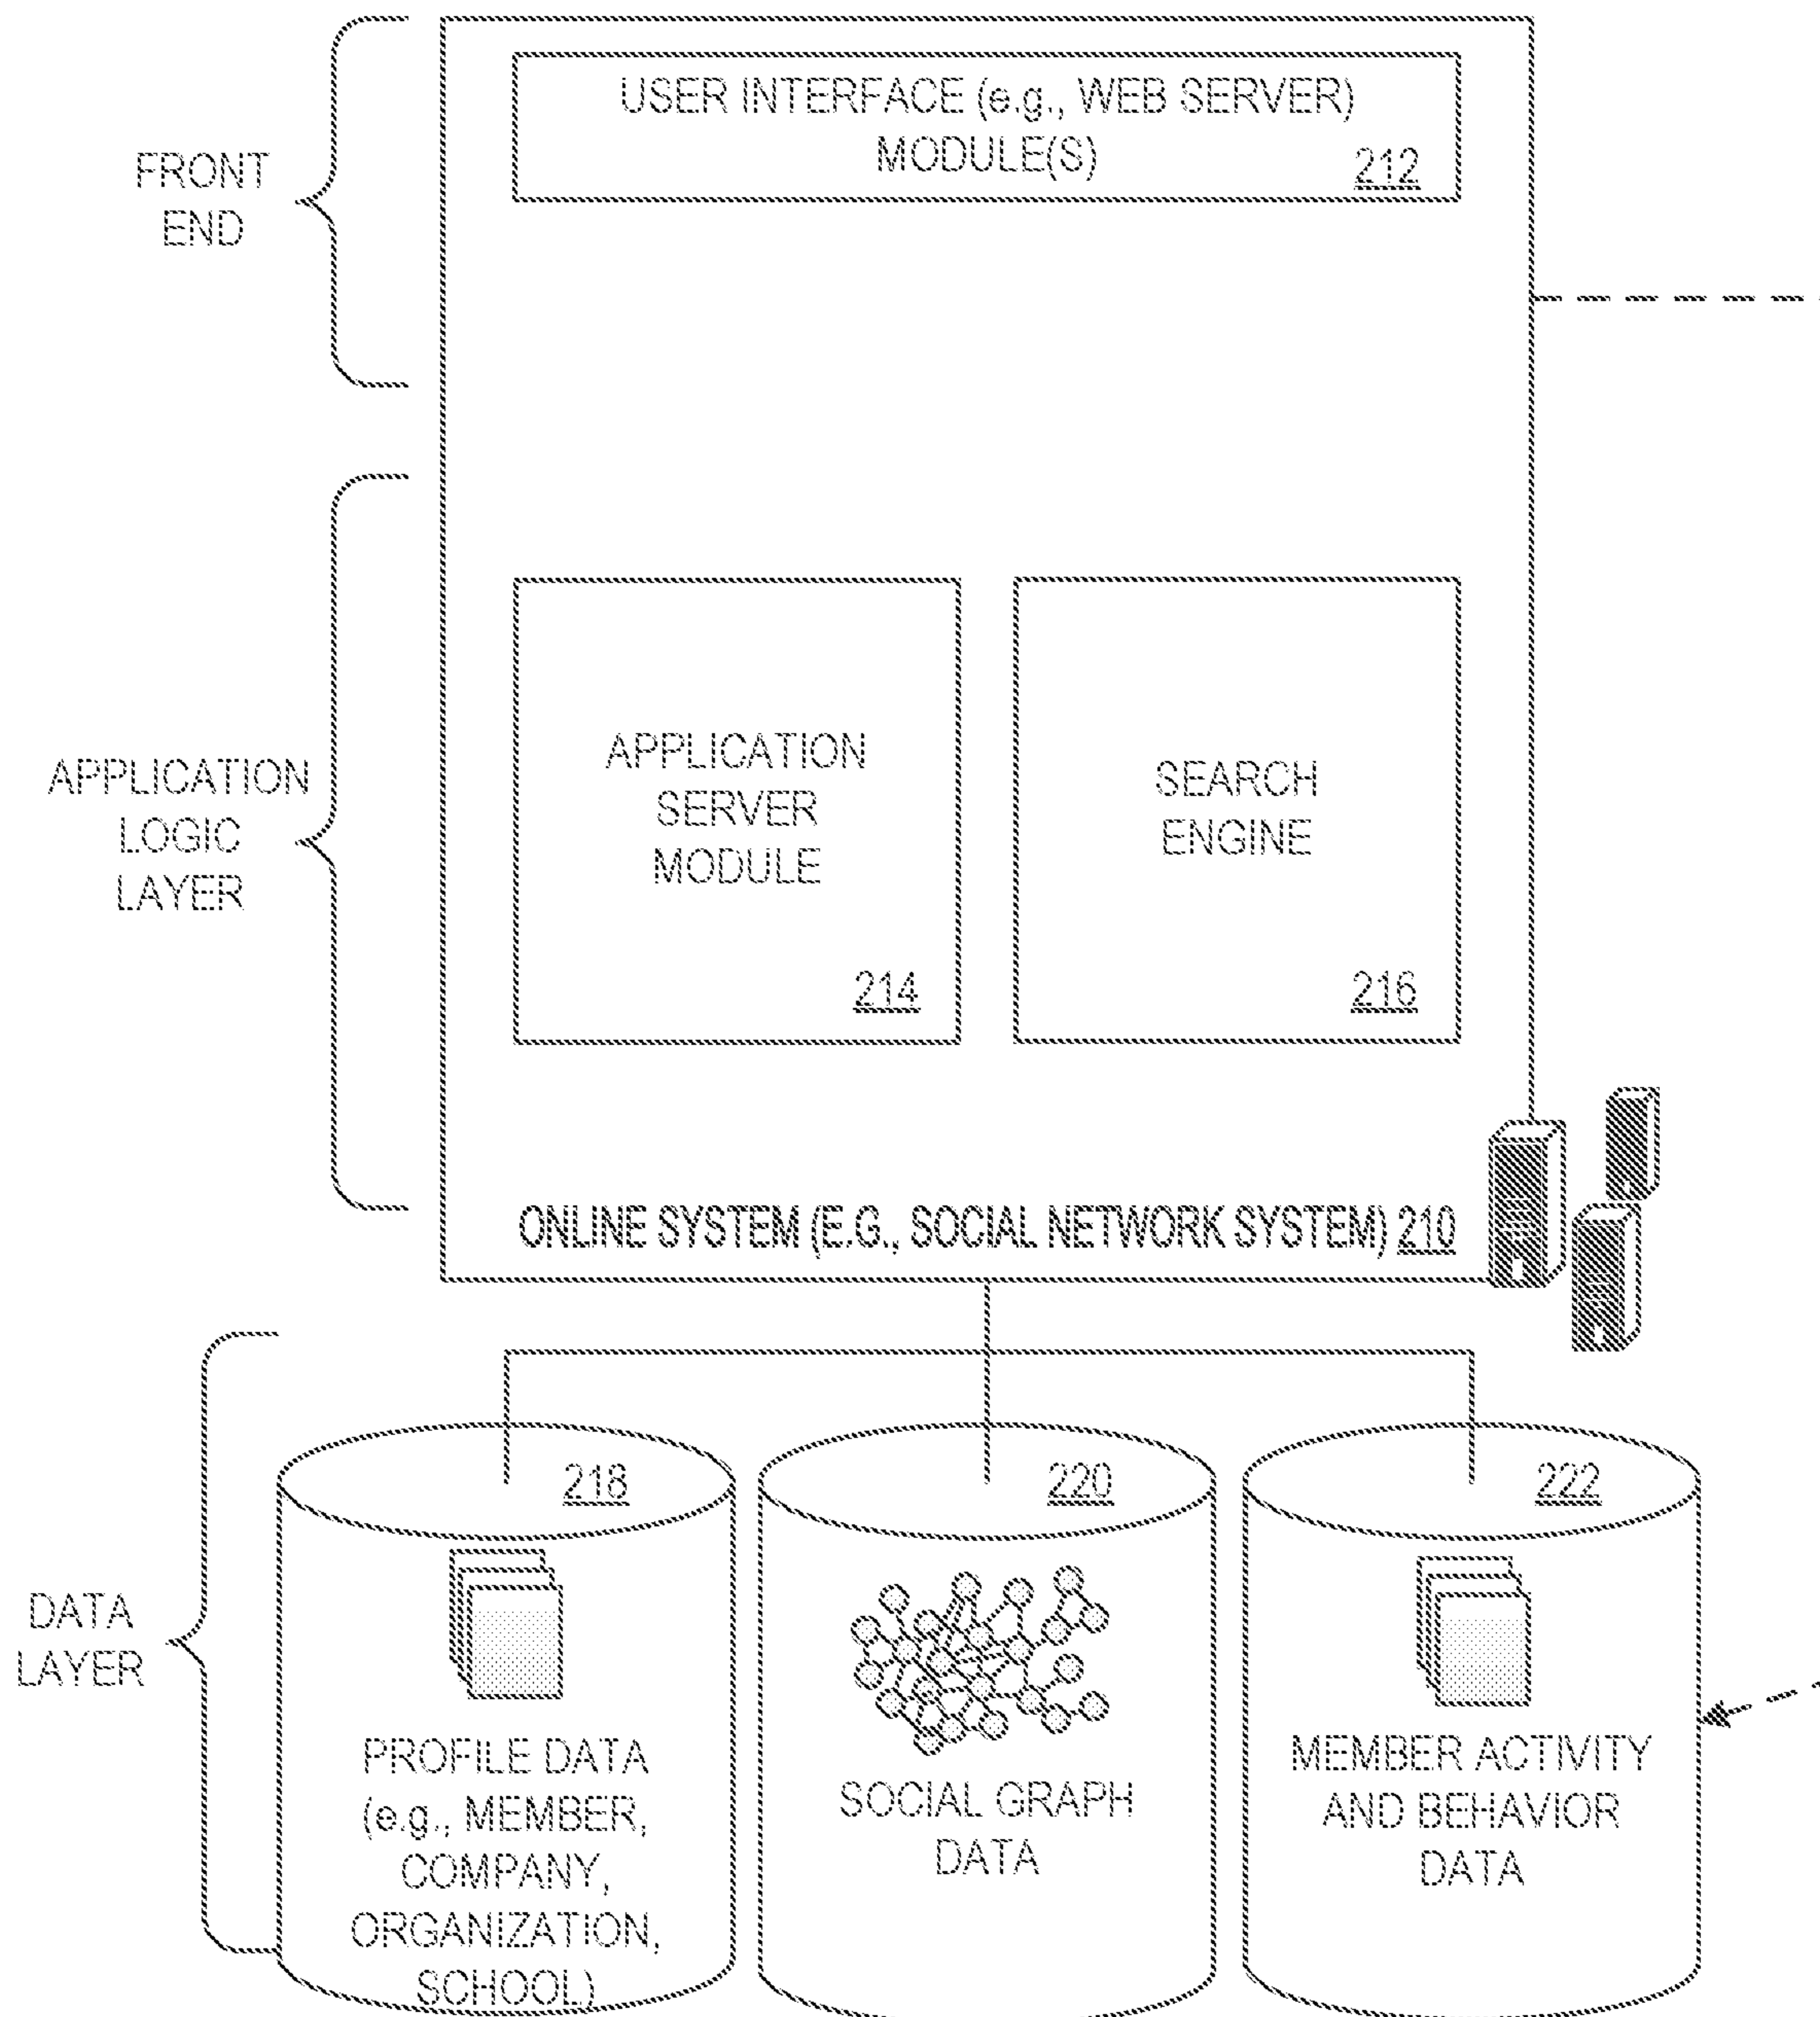 USER INTERFACE (e.g., WEB SERVER)
MODULE(S)
212
FRONT
END
APPLICATION
LOGIC
LAYER
APPLICATION
SERVER
MODULE
214
SEARCH
ENGINE
216
ONLINE SYSTEM (E.G., SOCIAL NETWORK SYSTEM) 210
DATA
LAYER
218
PROFILE DATA
(e.g., MEMBER,
COMPANY,
ORGANIZATION,
SCHOOL)
220
SOCIAL GRAPH
DATA
222
MEMBER ACTIVITY
AND BEHAVIOR
DATA